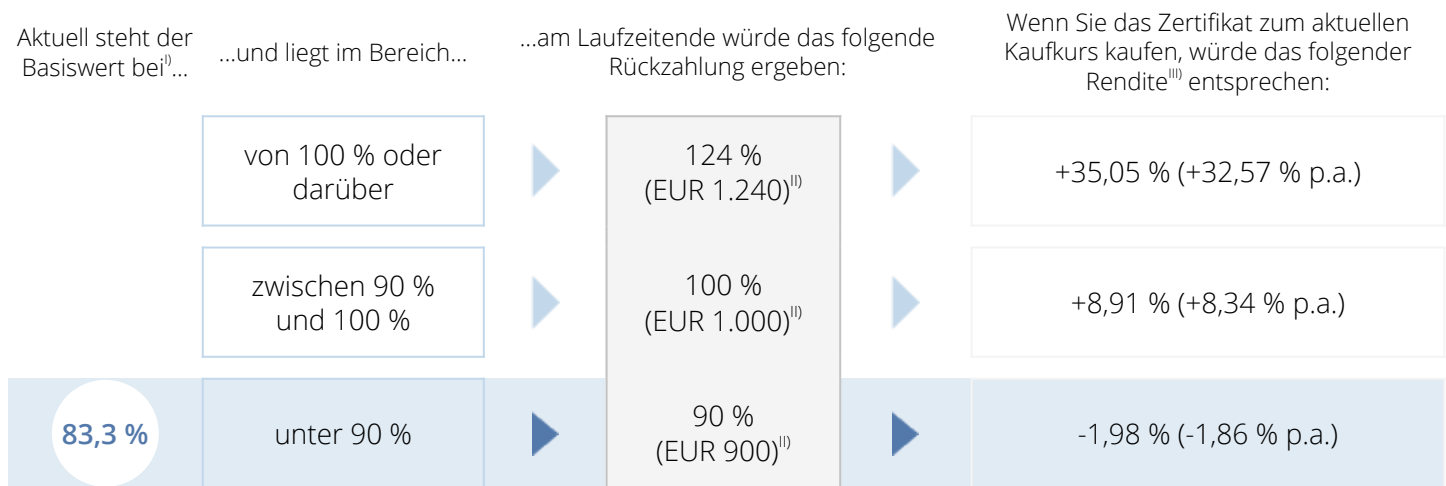 Aktuell steht der
Basiswert bei I)...
...und liegt im Bereich...
...am Laufzeitende würde das folgende
Rückzahlung ergeben:
Wenn Sie das Zertifikat zum aktuellen
Kaufkurs kaufen, würde das folgender
Rendite III) entsprechen:
von 100 % oder
darüber
124 %
(EUR 1.240) II)
+35,05 % (+32,57 % p.a.)
zwischen 90 %
und 100 %
100 %
(EUR 1.000) II)
+8,91 % (+8,34 % p.a.)
83,3 %
unter 90 %
90 %
(EUR 900) II)
-1,98 % (-1,86 % p.a.)